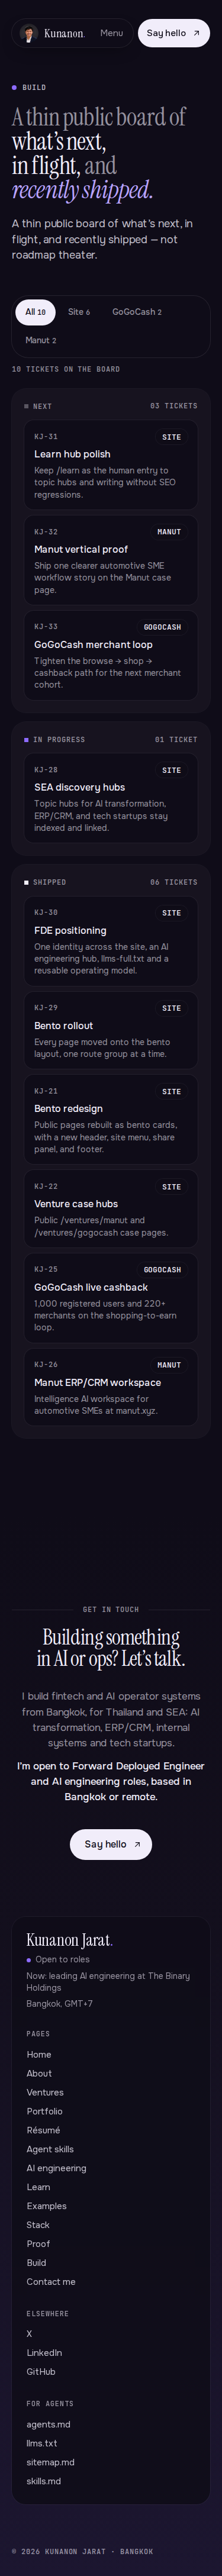 Kunanon.
Menu
Say hello ↗
BUILD
A thin public board of
what's next,
in flight, and
recently shipped.
A thin public board of what's next, in
flight, and recently shipped — not
roadmap theater.
All 10
Site 6
GoGoCash 2
Manut 2
10 TICKETS ON THE BOARD
NEXT
03 TICKETS
KJ-31
SITE
Learn hub polish
Keep /learn as the human entry to
topic hubs and writing without SEO
regressions.
KJ-32
MANUT
Manut vertical proof
Ship one clearer automotive SME
workflow story on the Manut case
page.
KJ-33
GOGOCASH
GoGoCash merchant loop
Tighten the browse → shop →
cashback path for the next merchant
cohort.
IN PROGRESS
01 TICKET
KJ-28
SITE
SEA discovery hubs
Topic hubs for AI transformation,
ERP/CRM, and tech startups stay
indexed and linked.
SHIPPED
06 TICKETS
KJ-30
SITE
FDE positioning
One identity across the site, an AI
engineering hub, llms-full.txt and a
reusable operating model.
KJ-29
SITE
Bento rollout
Every page moved onto the bento
layout, one route group at a time.
KJ-21
SITE
Bento redesign
Public pages rebuilt as bento cards,
with a new header, site menu, share
panel, and footer.
KJ-22
SITE
Venture case hubs
Public /ventures/manut and
/ventures/gogocash case pages.
KJ-25
GOGOCASH
GoGoCash live cashback
1,000 registered users and 220+
merchants on the shopping-to-earn
loop.
KJ-26
MANUT
Manut ERP/CRM workspace
Intelligence AI workspace for
automotive SMEs at manut.xyz.
GET IN TOUCH
Building something
in AI or ops? Let's talk.
I build fintech and AI operator systems
from Bangkok, for Thailand and SEA: AI
transformation, ERP/CRM, internal
systems and tech startups.
I'm open to Forward Deployed Engineer
and AI engineering roles, based in
Bangkok or remote.
Say hello ↗
Kunanon Jarat.
Open to roles
Now: leading AI engineering at The Binary
Holdings
Bangkok, GMT+7
PAGES
Home
About
Ventures
Portfolio
Résumé
Agent skills
AI engineering
Learn
Examples
Stack
Proof
Build
Contact me
ELSEWHERE
X
LinkedIn
GitHub
FOR AGENTS
agents.md
llms.txt
sitemap.md
skills.md
© 2026 KUNANON JARAT · BANGKOK